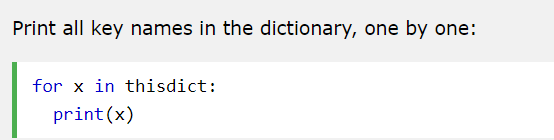 Print all key names in the dictionary, one by one:
for x in thisdict:
  print(x)